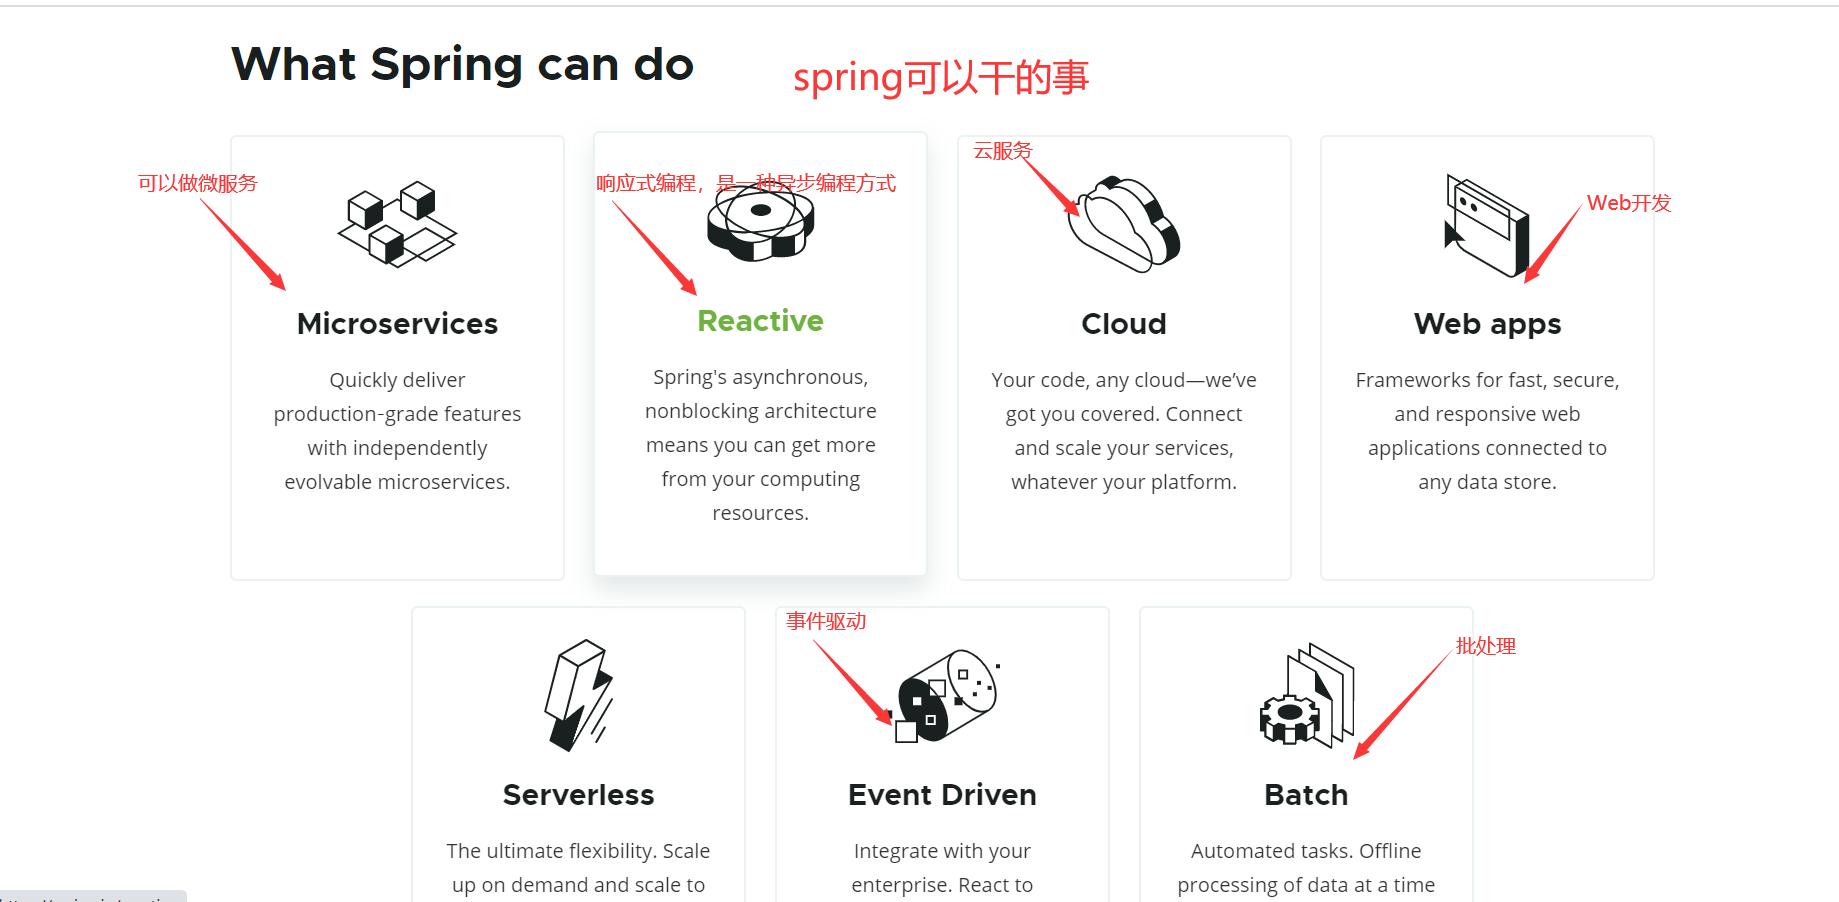 What Spring can do
spring可以干的事
可以做微服务
Microservices
Quickly deliver
production-grade features
with independently
evolvable microservices.
响应式编程，是一种异步编程方式
Reactive
Spring's asynchronous,
nonblocking architecture
means you can get more
from your computing
resources.
云服务
Cloud
Your code, any cloud—we’ve
got you covered. Connect
and scale your services,
whatever your platform.
Web开发
Web apps
Frameworks for fast, secure,
and responsive web
applications connected to
any data store.
Serverless
The ultimate flexibility. Scale
up on demand and scale to
事件驱动
Event Driven
Integrate with your
enterprise. React to
批处理
Batch
Automated tasks. Offline
processing of data at a time